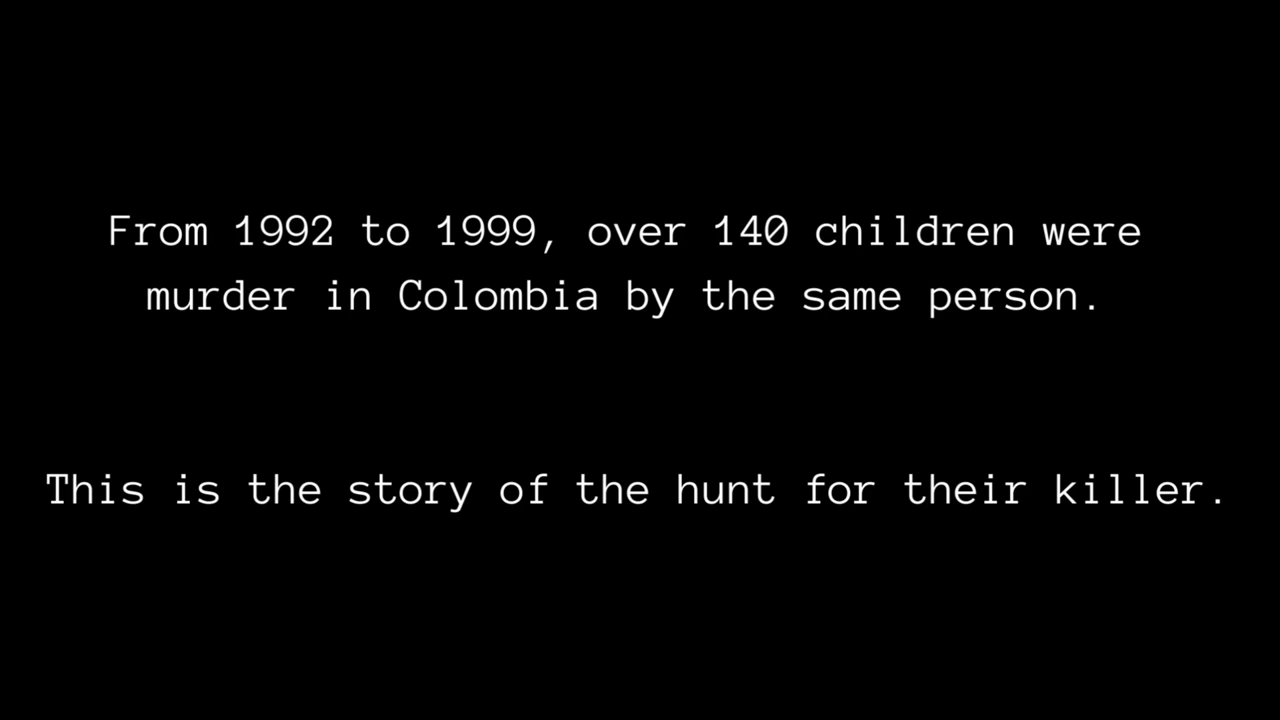 From 1992 to 1999, over 140 children were
murder in Colombia by the same person.
This is the story of the hunt for their killer.